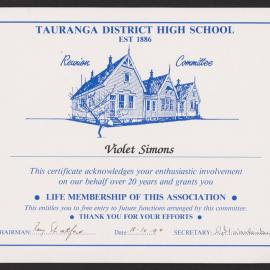 TAURANGA DISTRICT HIGH SCHOOL
EST 1886
Reunion Committee
Violet Simons
This certificate acknowledges your enthusiastic involvement
on our behalf over 20 years and grants you
● LIFE MEMBERSHIP OF THIS ASSOCIATION ●
This entitles you to free entry to future functions arranged by this committee.
● THANK YOU FOR YOUR EFFORTS ●
CHAIRMAN: Date: SECRETARY: